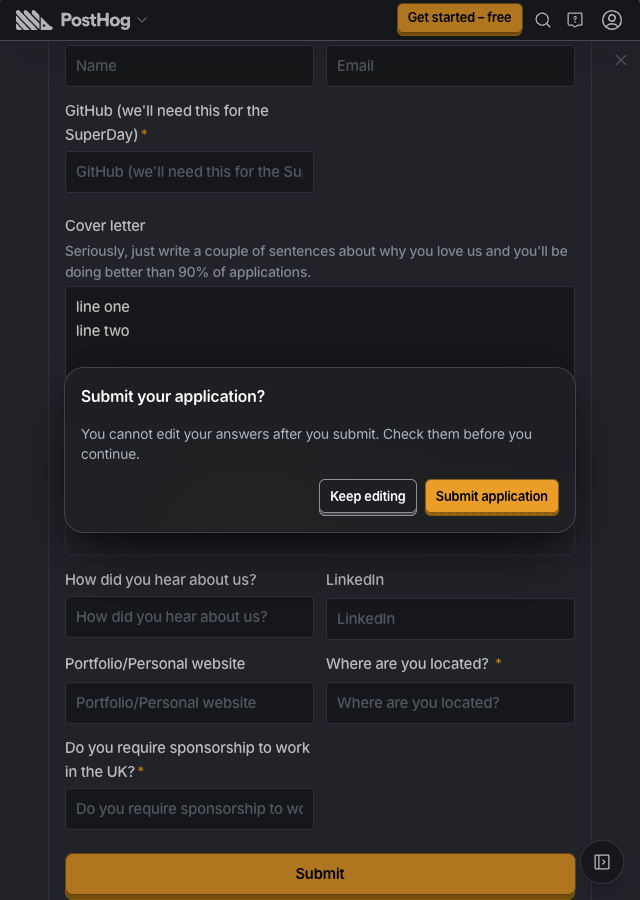 PostHog
Get started – free
Name
Email
GitHub (we'll need this for the
SuperDay) *
GitHub (we'll need this for the Su
Cover letter
Seriously, just write a couple of sentences about why you love us and you'll be
doing better than 90% of applications.
line one
line two
Submit your application?
You cannot edit your answers after you submit. Check them before you
continue.
Keep editing
Submit application
How did you hear about us?
LinkedIn
How did you hear about us?
LinkedIn
Portfolio/Personal website
Where are you located? *
Portfolio/Personal website
Where are you located?
Do you require sponsorship to work
in the UK? *
Do you require sponsorship to wo
Submit